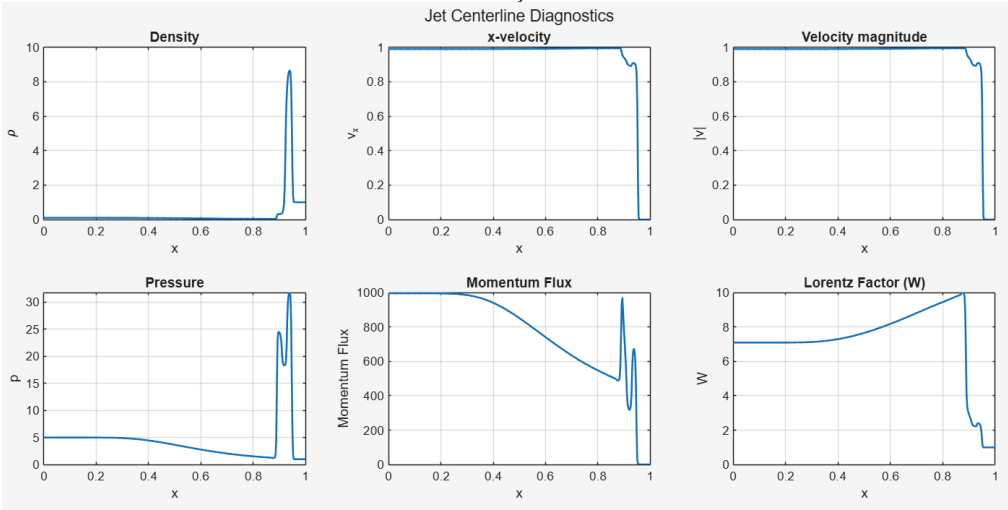 Jet Centerline Diagnostics
Density
10
8
6
4
2
0
ρ
0 0.2 0.4 0.6 0.8 1
x
x-velocity
1
0.8
0.6
0.4
0.2
0
vₓ
0 0.2 0.4 0.6 0.8 1
x
Velocity magnitude
1
0.8
0.6
0.4
0.2
0
|v|
0 0.2 0.4 0.6 0.8 1
x
Pressure
30
25
20
15
10
5
0
p
0 0.2 0.4 0.6 0.8 1
x
Momentum Flux
1000
800
600
400
200
0
Momentum Flux
0 0.2 0.4 0.6 0.8 1
x
Lorentz Factor (W)
10
8
6
4
2
0
W
0 0.2 0.4 0.6 0.8 1
x